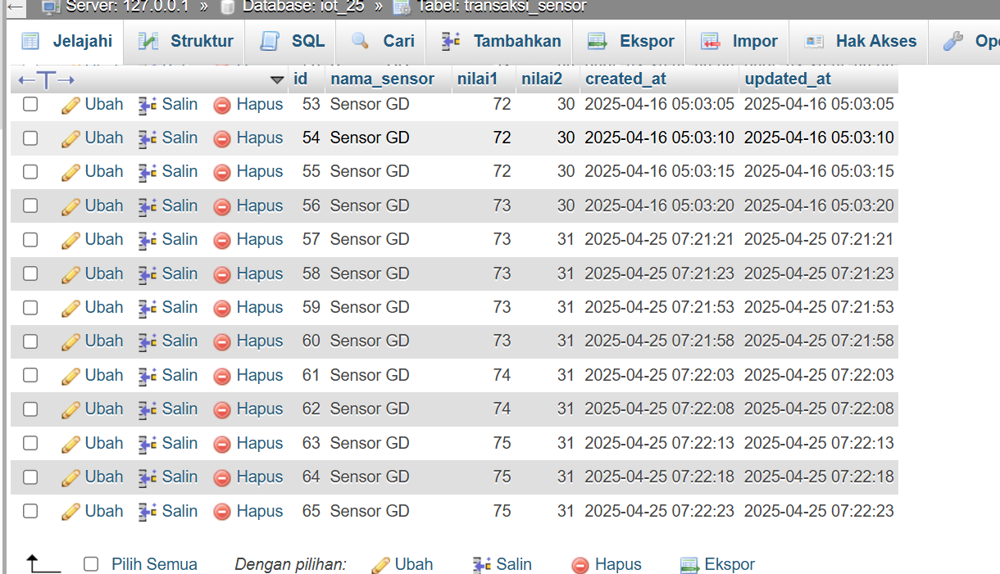 Server: 127.0.0.1 » Database: iot_25 » Tabel: transaksi_sensor
Jelajahi Struktur SQL Cari Tambahkan Ekspor Impor Hak Akses Ope
id nama_sensor nilai1 nilai2 created_at updated_at
Ubah Salin Hapus 53 Sensor GD 72 30 2025-04-16 05:03:05 2025-04-16 05:03:05
Ubah Salin Hapus 54 Sensor GD 72 30 2025-04-16 05:03:10 2025-04-16 05:03:10
Ubah Salin Hapus 55 Sensor GD 72 30 2025-04-16 05:03:15 2025-04-16 05:03:15
Ubah Salin Hapus 56 Sensor GD 73 30 2025-04-16 05:03:20 2025-04-16 05:03:20
Ubah Salin Hapus 57 Sensor GD 73 31 2025-04-25 07:21:21 2025-04-25 07:21:21
Ubah Salin Hapus 58 Sensor GD 73 31 2025-04-25 07:21:23 2025-04-25 07:21:23
Ubah Salin Hapus 59 Sensor GD 73 31 2025-04-25 07:21:53 2025-04-25 07:21:53
Ubah Salin Hapus 60 Sensor GD 73 31 2025-04-25 07:21:58 2025-04-25 07:21:58
Ubah Salin Hapus 61 Sensor GD 74 31 2025-04-25 07:22:03 2025-04-25 07:22:03
Ubah Salin Hapus 62 Sensor GD 74 31 2025-04-25 07:22:08 2025-04-25 07:22:08
Ubah Salin Hapus 63 Sensor GD 75 31 2025-04-25 07:22:13 2025-04-25 07:22:13
Ubah Salin Hapus 64 Sensor GD 75 31 2025-04-25 07:22:18 2025-04-25 07:22:18
Ubah Salin Hapus 65 Sensor GD 75 31 2025-04-25 07:22:23 2025-04-25 07:22:23
Pilih Semua Dengan pilihan: Ubah Salin Hapus Ekspor